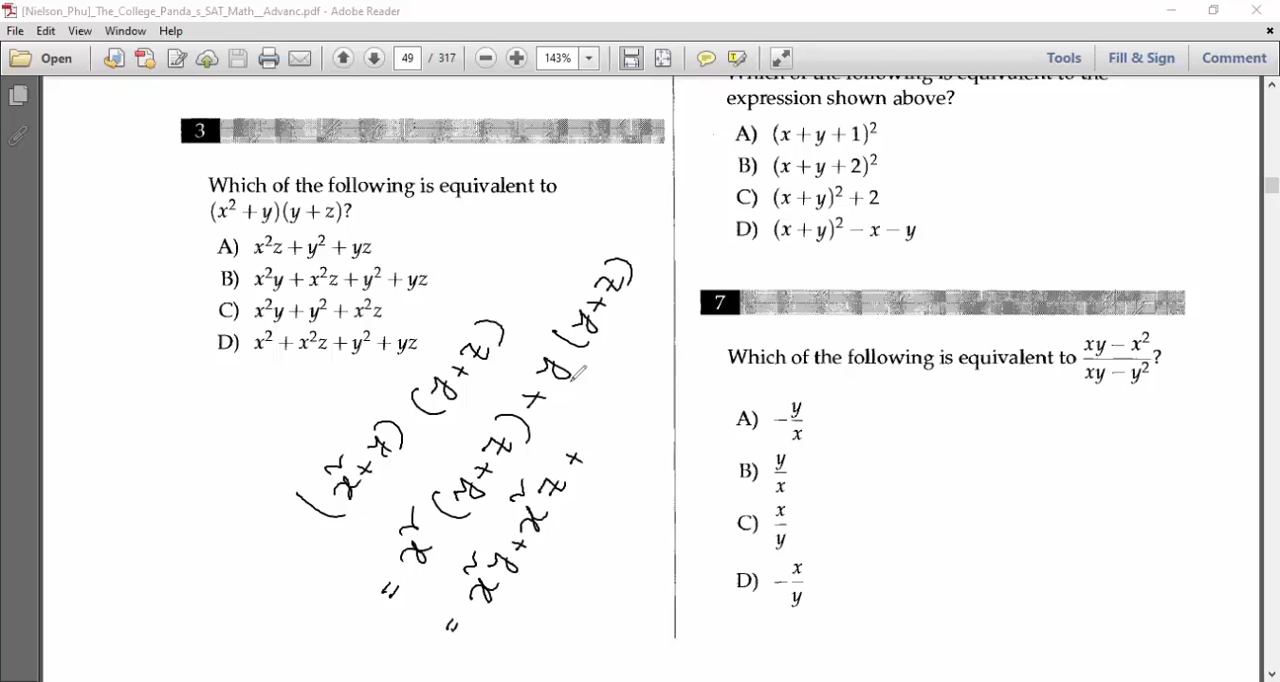 [Nielson_Phu]_The_College_Panda_s_SAT_Math__Advanc.pdf - Adobe Reader
File Edit View Window Help
Open 49 / 317 143% Tools Fill & Sign Comment
3
Which of the following is equivalent to
(x² + y)(y + z)?
A) x²z + y² + yz
B) x²y + x²z + y² + yz
C) x²y + y² + x²z
D) x² + x²z + y² + yz
(x² + y) (y + z)
= x² (y + z) + y (y + z)
= x² y + x² z +
expression shown above?
A) (x + y + 1)²
B) (x + y + 2)²
C) (x + y)² + 2
D) (x + y)² − x − y
7
Which of the following is equivalent to (xy − x²)/(xy − y²)?
A) −y/x
B) y/x
C) x/y
D) −x/y